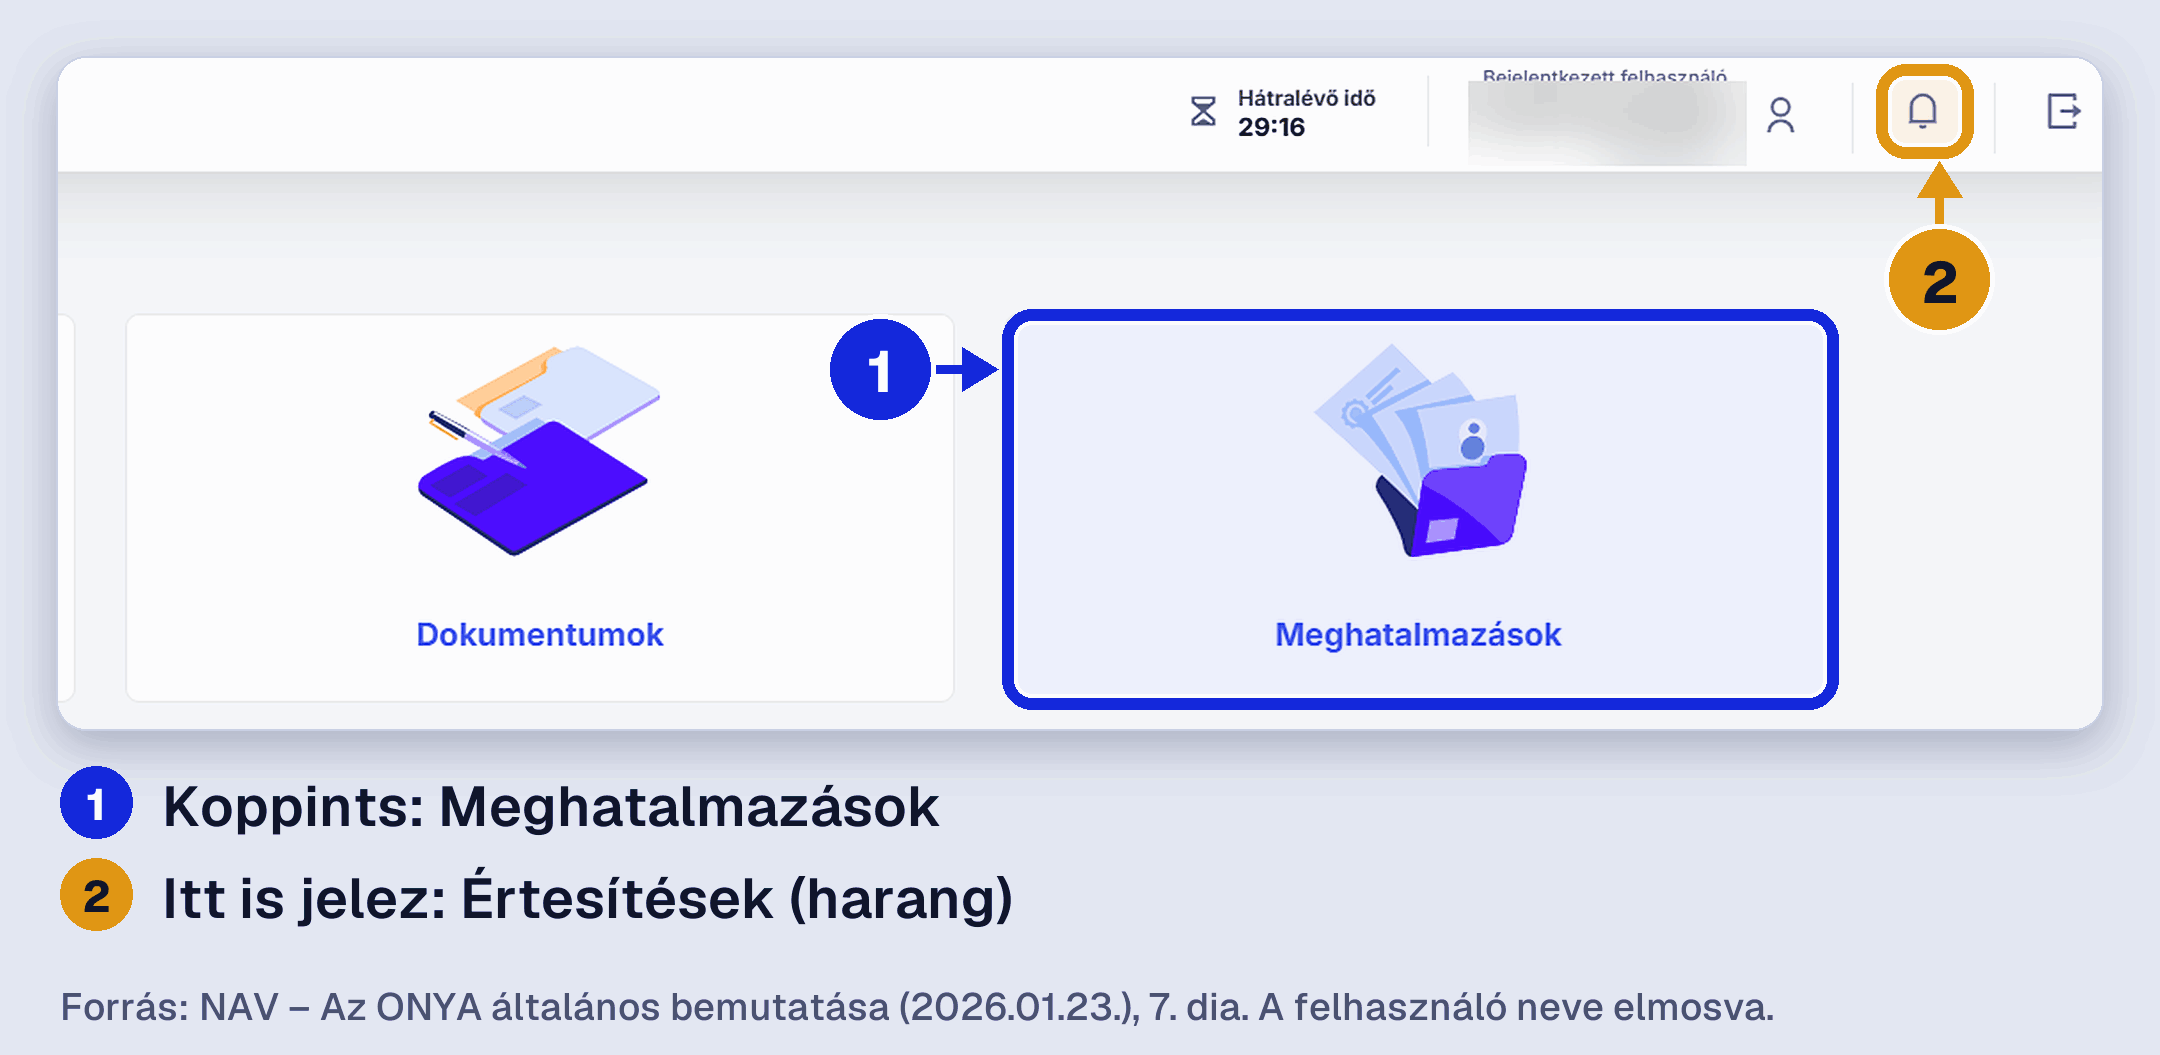 Bejelentkezett felhasználó
Hátralévő idő
29:16
2
1
Dokumentumok
Meghatalmazások
1 Koppints: Meghatalmazások
2 Itt is jelez: Értesítések (harang)
Forrás: NAV – Az ONYA általános bemutatása (2026.01.23.), 7. dia. A felhasználó neve elmosva.